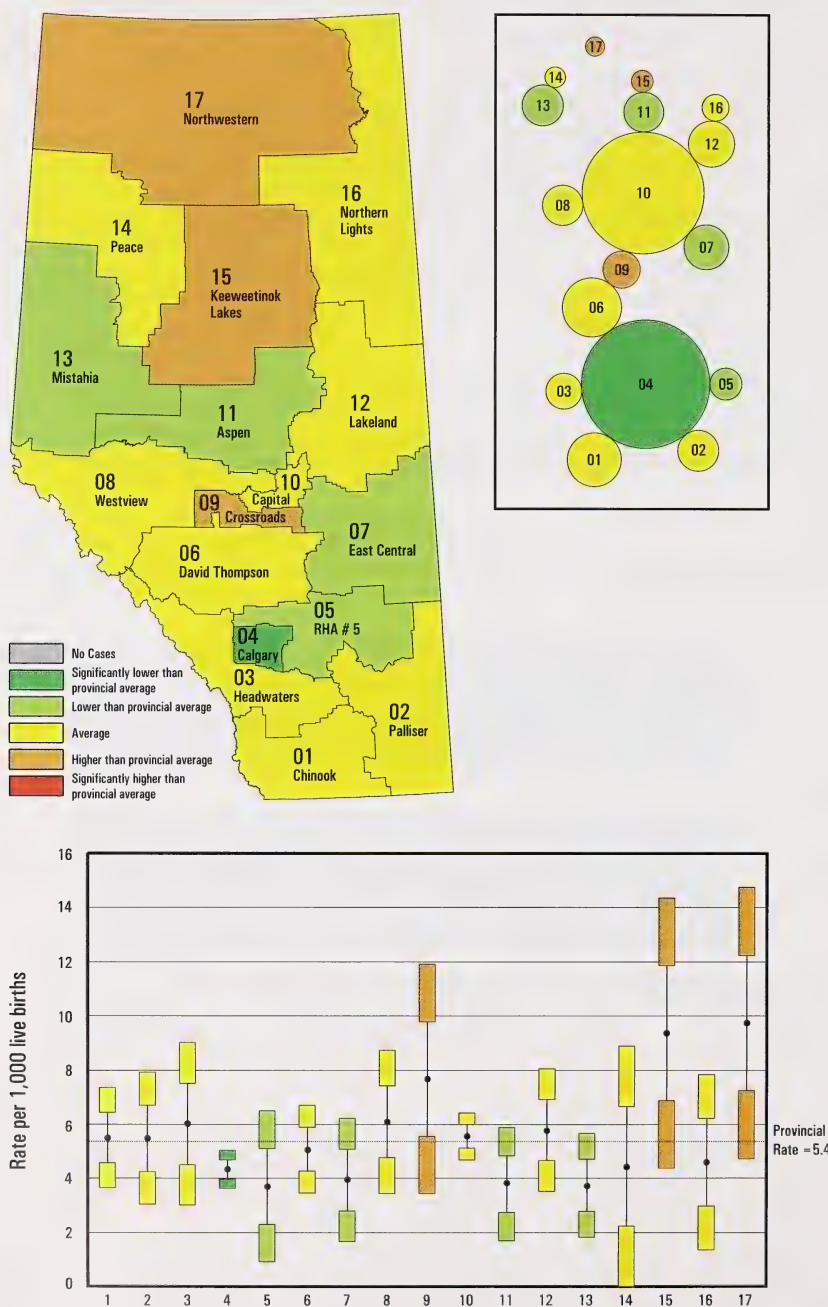 17
Northwestern
16
Northern
Lights
14
Peace
15
Keeweetinok
Lakes
13
Mistahia
11
Aspen
12
Lakeland
08
Westview
10
Capital
09
Crossroads
07
East Central
06
David Thompson
05
RHA # 5
04
Calgary
03
Headwaters
02
Palliser
01
Chinook
No Cases
Significantly lower than
provincial average
Lower than provincial average
Average
Higher than provincial average
Significantly higher than
provincial average
17
14
15
13
11
16
12
10
08
07
09
06
04
03
05
01
02
Rate per 1,000 live births
16
14
12
10
8
6
4
2
0
1 2 3 4 5 6 7 8 9 10 11 12 13 14 15 16 17
Provincial
Rate = 5.4